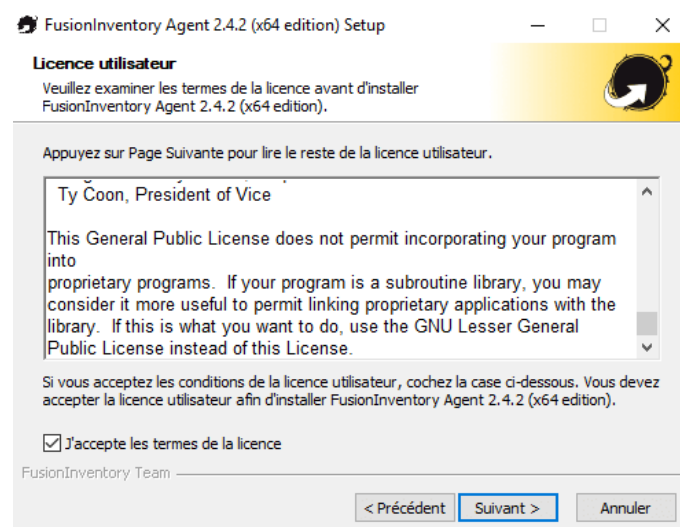 FusionInventory Agent 2.4.2 (x64 edition) Setup
Licence utilisateur
Veuillez examiner les termes de la licence avant d'installer
FusionInventory Agent 2.4.2 (x64 edition).
Appuyez sur Page Suivante pour lire le reste de la licence utilisateur.
Ty Coon, President of Vice
This General Public License does not permit incorporating your program
into
proprietary programs.  If your program is a subroutine library, you may
consider it more useful to permit linking proprietary applications with the
library.  If this is what you want to do, use the GNU Lesser General
Public License instead of this License.
Si vous acceptez les conditions de la licence utilisateur, cochez la case ci-dessous. Vous devez
accepter la licence utilisateur afin d'installer FusionInventory Agent 2.4.2 (x64 edition).
J'accepte les termes de la licence
FusionInventory Team
< Précédent Suivant > Annuler